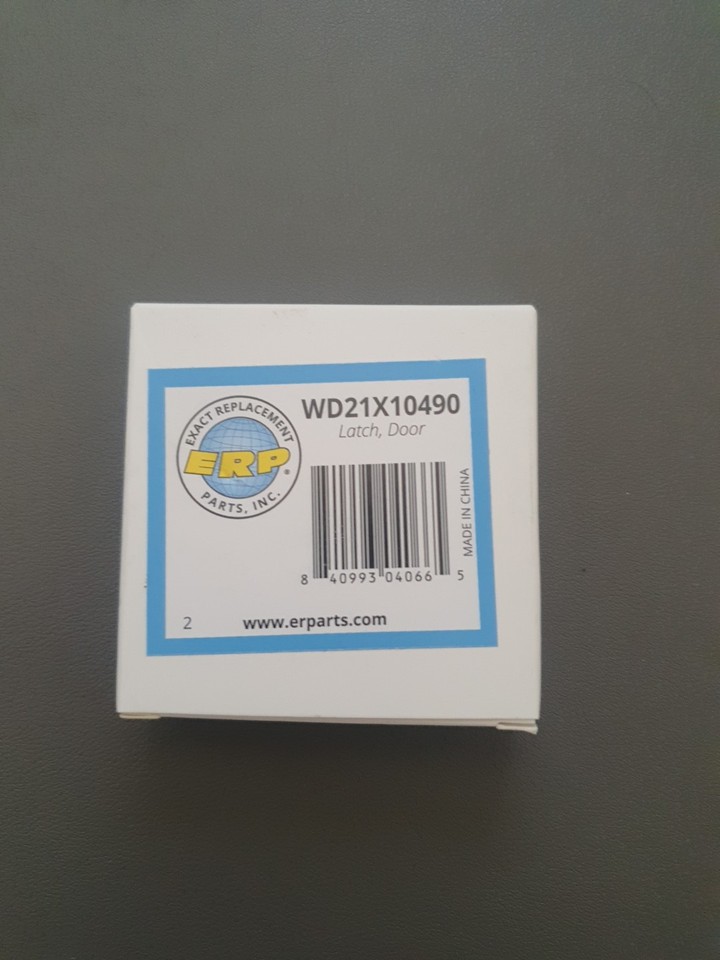 EXACT REPLACEMENT
ERP®
PARTS, INC.
WD21X10490
Latch, Door
MADE IN CHINA
8 40993 04066 5
2
www.erparts.com